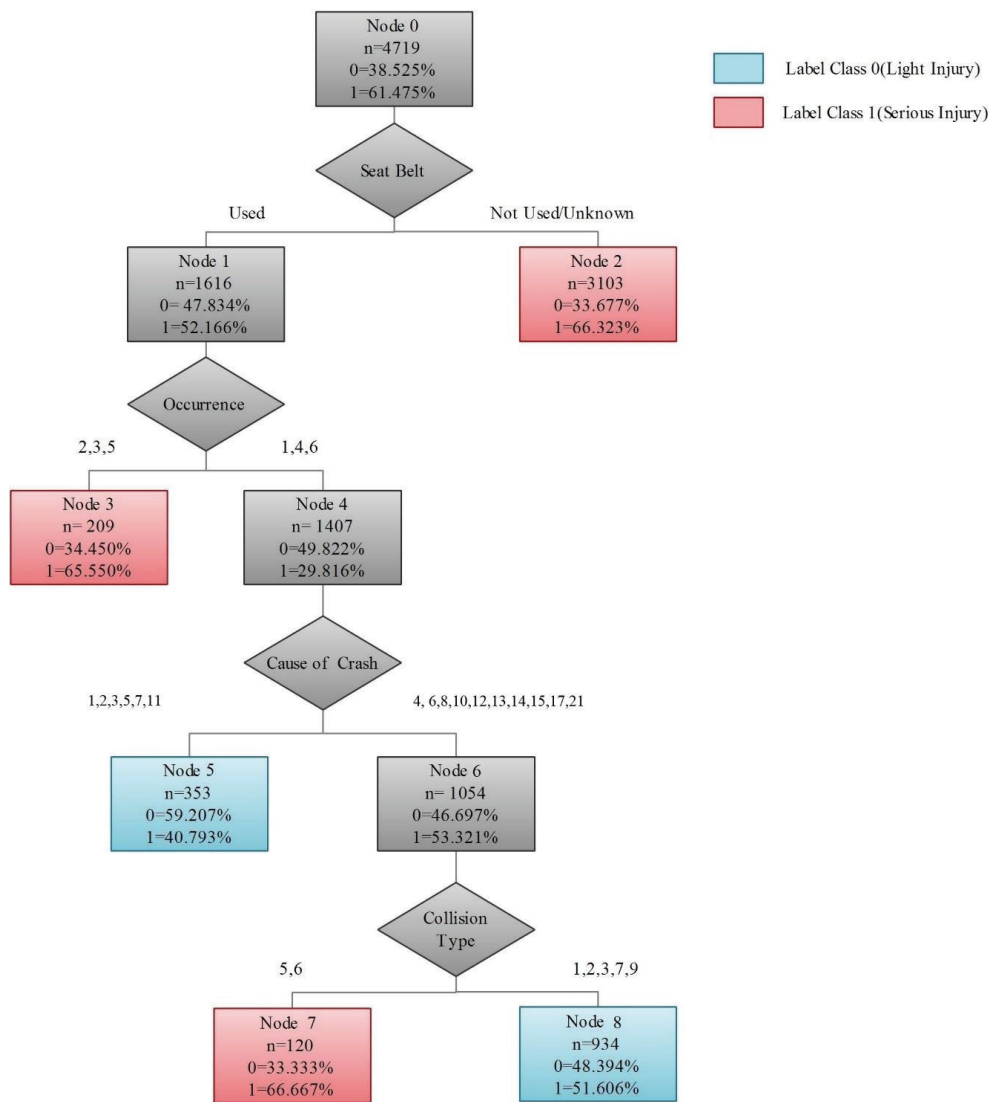 Node 0
n=4719
0=38.525%
1=61.475%
Label Class 0(Light Injury)
Label Class 1(Serious Injury)
Seat Belt
Used
Not Used/Unknown
Node 1
n=1616
0= 47.834%
1=52.166%
Node 2
n=3103
0=33.677%
1=66.323%
Occurrence
2,3,5
1,4,6
Node 3
n= 209
0=34.450%
1=65.550%
Node 4
n= 1407
0=49.822%
1=29.816%
Cause of Crash
1,2,3,5,7,11
4, 6,8,10,12,13,14,15,17,21
Node 5
n=353
0=59.207%
1=40.793%
Node 6
n= 1054
0=46.697%
1=53.321%
Collision
Type
5,6
1,2,3,7,9
Node 7
n=120
0=33.333%
1=66.667%
Node 8
n=934
0=48.394%
1=51.606%